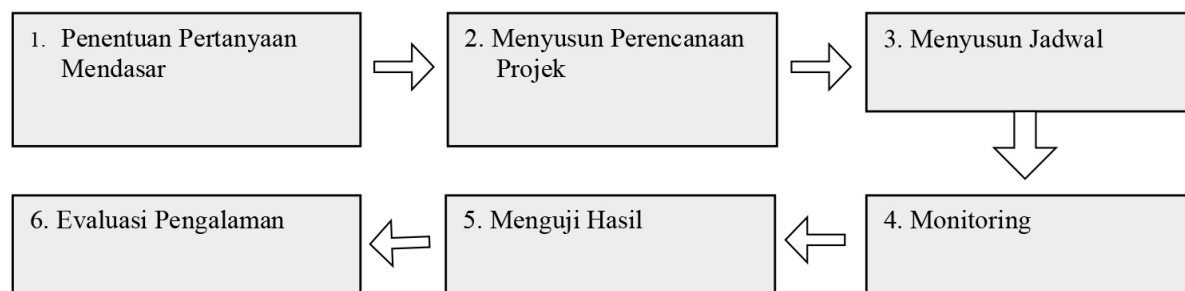 1. Penentuan Pertanyaan
Mendasar
2. Menyusun Perencanaan
Projek
3. Menyusun Jadwal
4. Monitoring
5. Menguji Hasil
6. Evaluasi Pengalaman